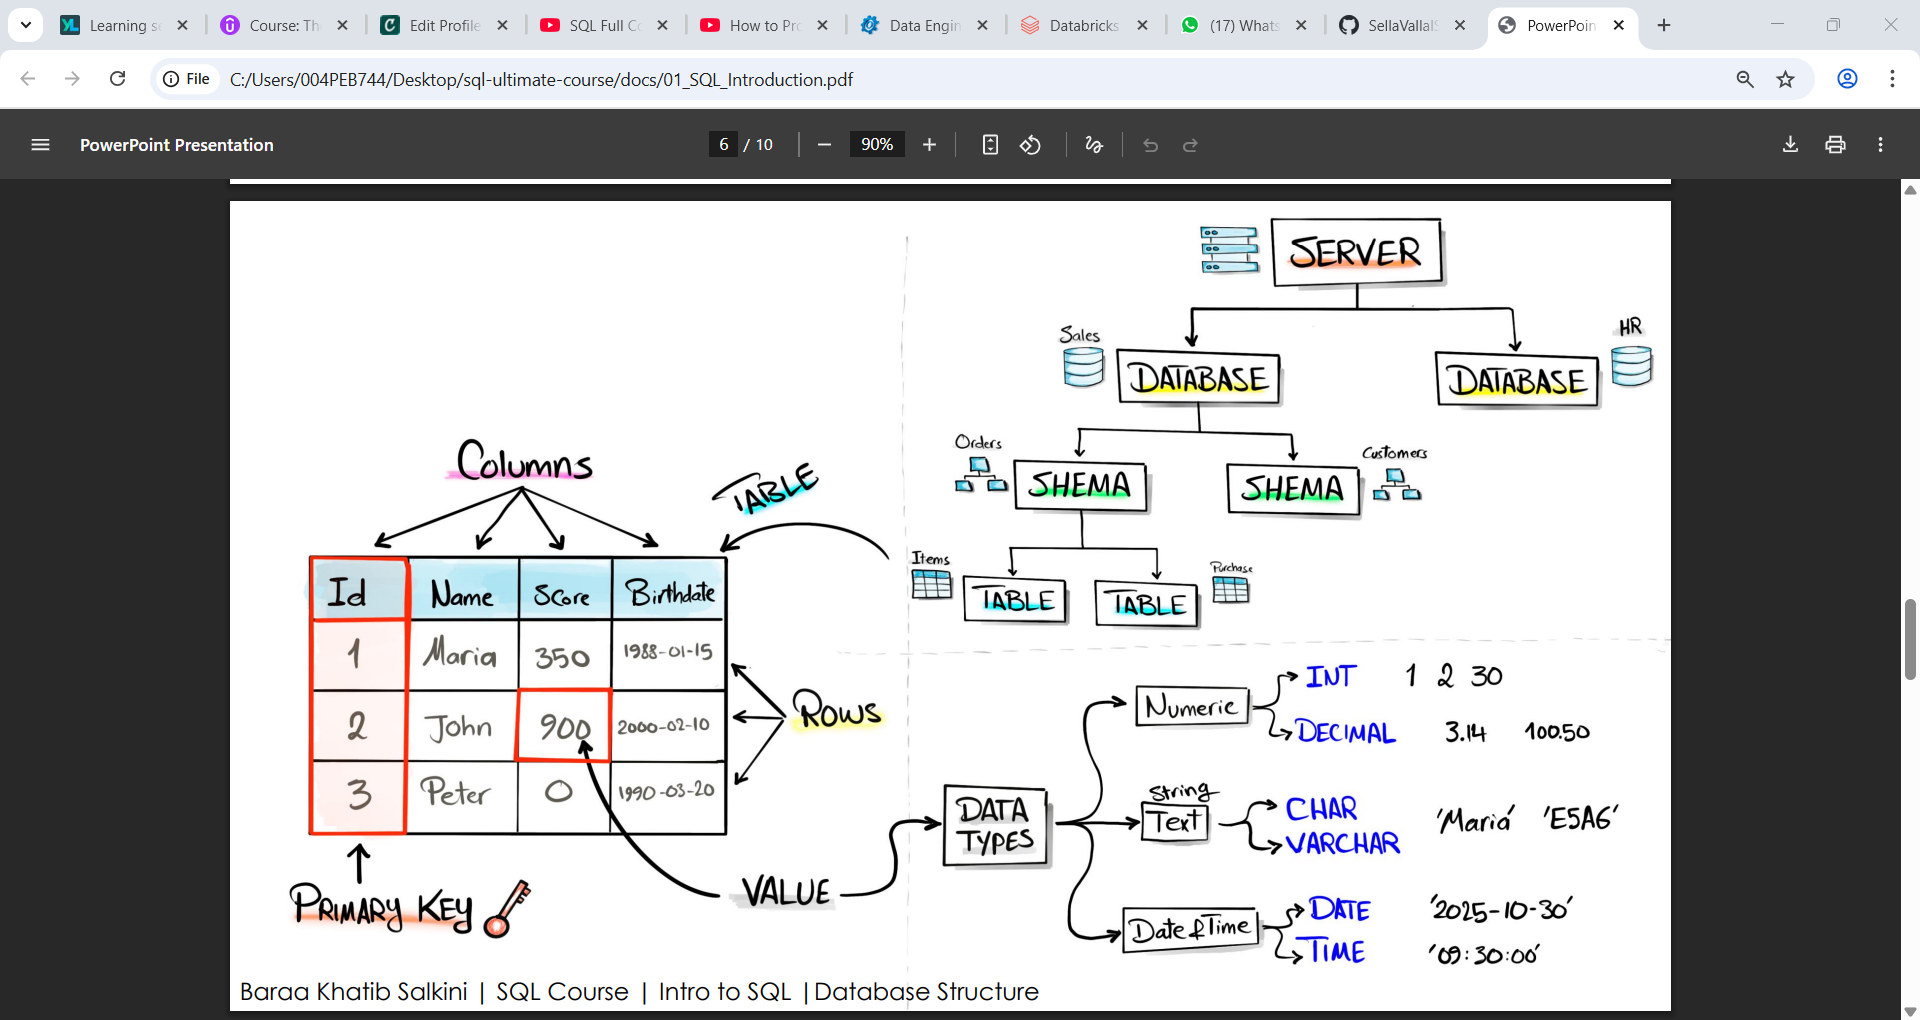 Learning se
Course: Th
Edit Profile
SQL Full Co
How to Pro
Data Engin
Databricks
(17) Whats
SellaVallaIS
PowerPoin
File
C:/Users/004PEB744/Desktop/sql-ultimate-course/docs/01_SQL_Introduction.pdf
PowerPoint Presentation
6 / 10
90%
SERVER
Sales
HR
DATABASE
DATABASE
Orders
Customers
SHEMA
SHEMA
Items
Purchase
TABLE
TABLE
Columns
TABLE
Id Name Score Birthdate
1 Maria 350 1988-01-15
2 John 900 2000-02-10
3 Peter 0 1990-03-20
ROWS
PRIMARY KEY
VALUE
DATA
TYPES
Numeric
INT 1 2 30
DECIMAL 3.14 100.50
String
Text
CHAR
VARCHAR
'Maria' 'E5A6'
Date & Time
DATE '2025-10-30'
TIME '09:30:00'
Baraa Khatib Salkini | SQL Course | Intro to SQL |Database Structure